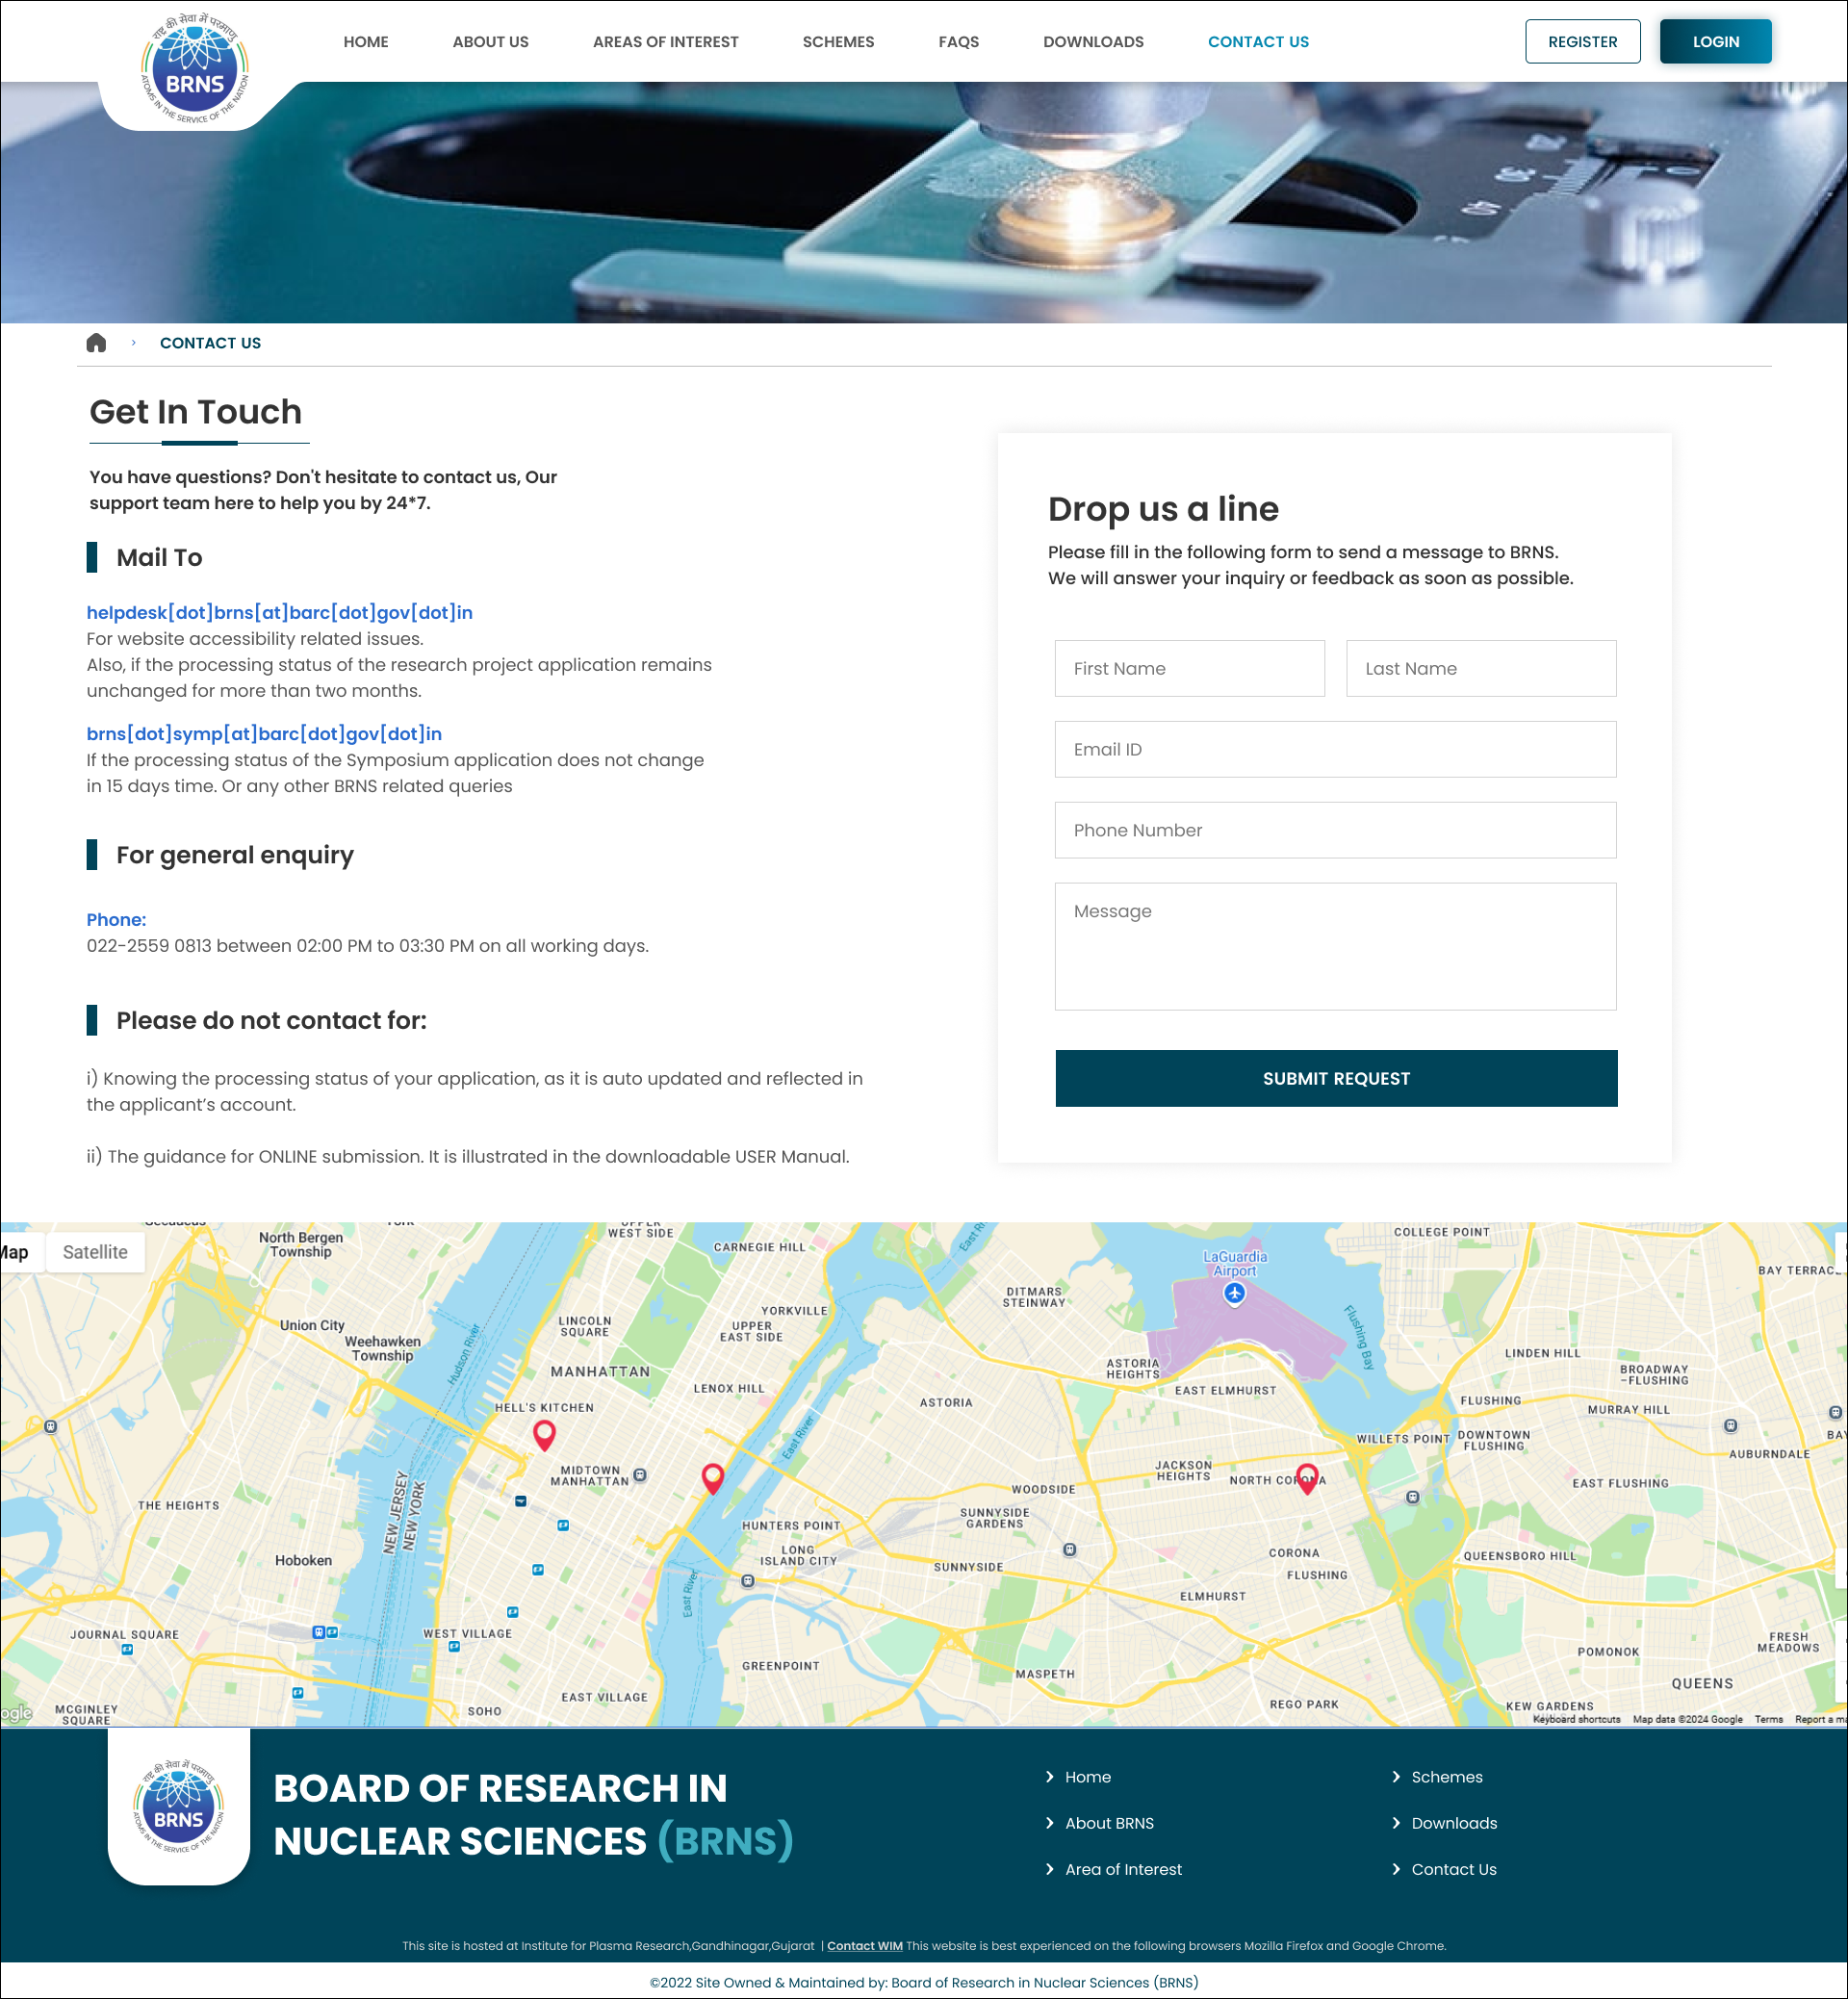 राष्ट्र की सेवा में परमाणु
BRNS
ATOMS IN THE SERVICE OF THE NATION
HOME
ABOUT US
AREAS OF INTEREST
SCHEMES
FAQS
DOWNLOADS
CONTACT US
REGISTER
LOGIN
CONTACT US
Get In Touch
You have questions? Don't hesitate to contact us, Our
support team here to help you by 24*7.
Mail To
helpdesk[dot]brns[at]barc[dot]gov[dot]in
For website accessibility related issues.
Also, if the processing status of the research project application remains
unchanged for more than two months.
brns[dot]symp[at]barc[dot]gov[dot]in
If the processing status of the Symposium application does not change
in 15 days time. Or any other BRNS related queries
For general enquiry
Phone:
022-2559 0813 between 02:00 PM to 03:30 PM on all working days.
Please do not contact for:
i) Knowing the processing status of your application, as it is auto updated and reflected in
the applicant’s account.
ii) The guidance for ONLINE submission. It is illustrated in the downloadable USER Manual.
Drop us a line
Please fill in the following form to send a message to BRNS.
We will answer your inquiry or feedback as soon as possible.
First Name
Last Name
Email ID
Phone Number
Message
SUBMIT REQUEST
Map
Satellite
North Bergen
Township
UPPER
WEST SIDE
CARNEGIE HILL
East Ri
LaGuardia
Airport
COLLEGE POINT
BAY TERRACE
Union City
Weehawken
Township
Hudson River
LINCOLN
SQUARE
YORKVILLE
UPPER
EAST SIDE
DITMARS
STEINWAY
Flushing Bay
MANHATTAN
LENOX HILL
ASTORIA
ASTORIA
HEIGHTS
EAST ELMHURST
LINDEN HILL
BROADWAY
-FLUSHING
HELL'S KITCHEN
East River
FLUSHING
MURRAY HILL
WILLETS POINT
DOWNTOWN
FLUSHING
BAY
AUBURNDALE
MIDTOWN
MANHATTAN
JACKSON
HEIGHTS
NORTH CORONA
EAST FLUSHING
THE HEIGHTS
NEW JERSEY
NEW YORK
WOODSIDE
SUNNYSIDE
GARDENS
HUNTERS POINT
LONG
ISLAND CITY
Hoboken
SUNNYSIDE
CORONA
FLUSHING
QUEENSBORO HILL
East River
ELMHURST
JOURNAL SQUARE
WEST VILLAGE
GREENPOINT
MASPETH
POMONOK
FRESH
MEADOWS
QUEENS
MCGINLEY
SQUARE
SOHO
EAST VILLAGE
REGO PARK
KEW GARDENS
ogle
Keyboard shortcuts
Map data ©2024 Google
Terms
Report a ma
राष्ट्र की सेवा में परमाणु
BRNS
ATOMS IN THE SERVICE OF THE NATION
BOARD OF RESEARCH IN
NUCLEAR SCIENCES (BRNS)
Home
About BRNS
Area of Interest
Schemes
Downloads
Contact Us
This site is hosted at Institute for Plasma Research,Gandhinagar,Gujarat | Contact WIM This website is best experienced on the following browsers Mozilla Firefox and Google Chrome.
©2022 Site Owned & Maintained by: Board of Research in Nuclear Sciences (BRNS)